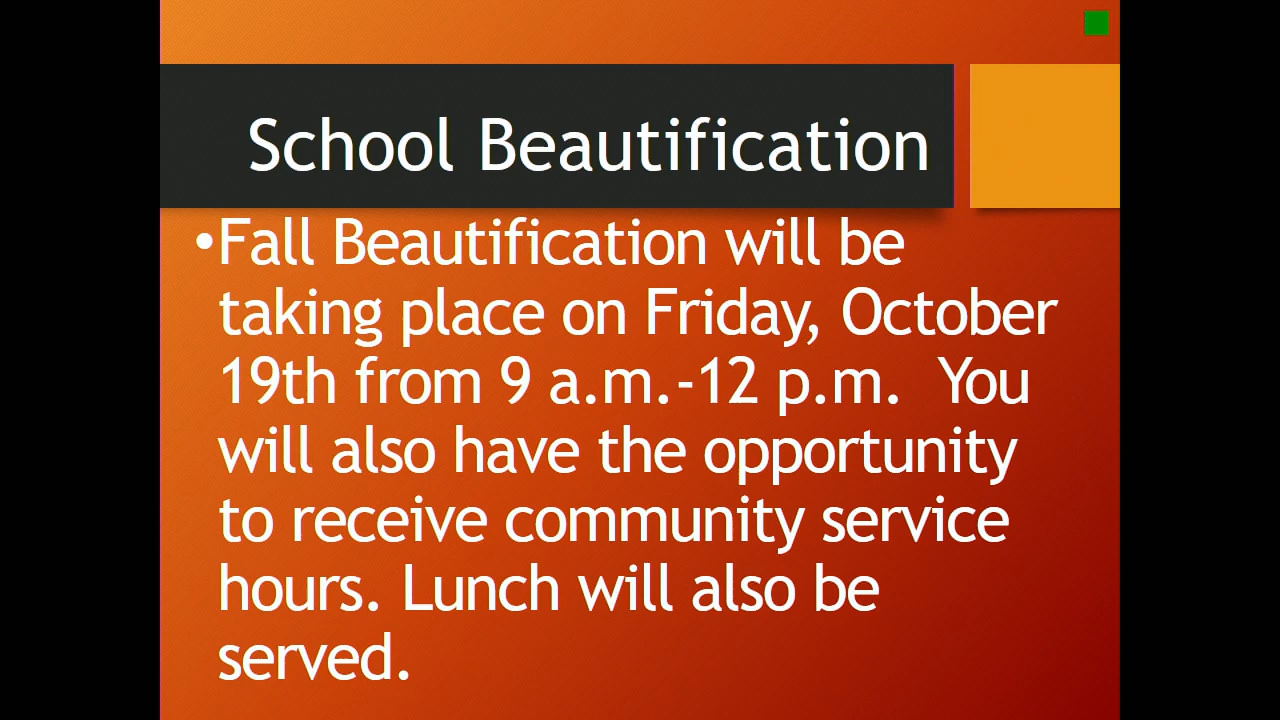 School Beautification
•Fall Beautification will be
taking place on Friday, October
19th from 9 a.m.-12 p.m.  You
will also have the opportunity
to receive community service
hours. Lunch will also be
served.